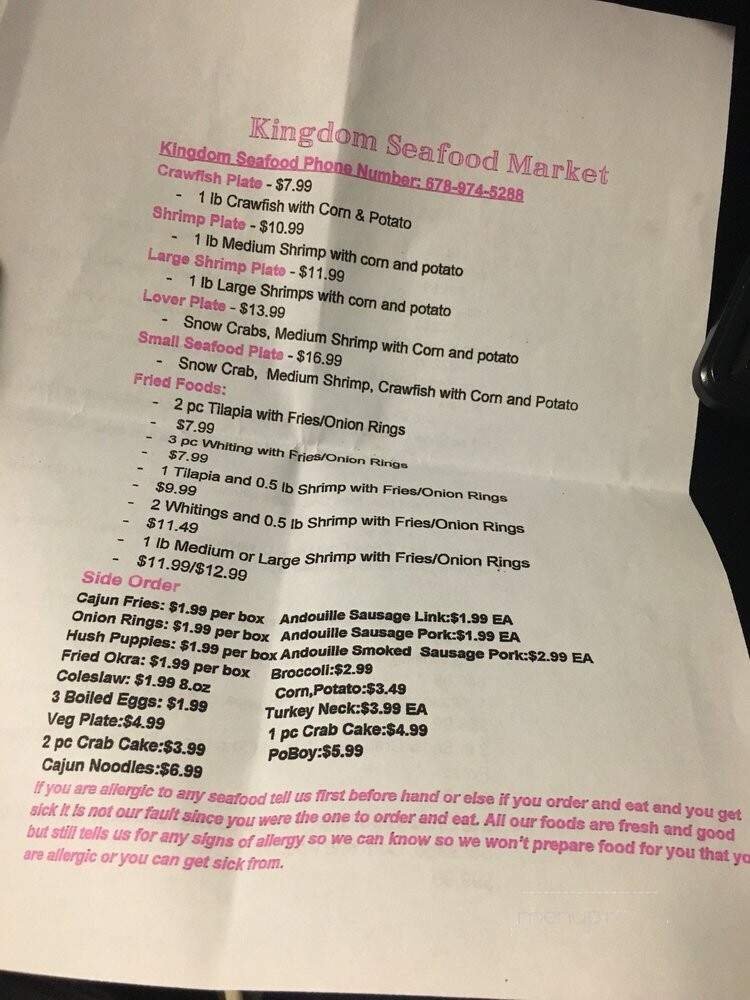 Kingdom Seafood Market
Kingdom Seafood Phone Number: 678-974-5288
Crawfish Plate - $7.99
- 1 lb Crawfish with Corn & Potato
Shrimp Plate - $10.99
- 1 lb Medium Shrimp with corn and potato
Large Shrimp Plate - $11.99
- 1 lb Large Shrimps with corn and potato
Lover Plate - $13.99
- Snow Crabs, Medium Shrimp with Corn and potato
Small Seafood Plate - $16.99
- Snow Crab, Medium Shrimp, Crawfish with Corn and Potato
Fried Foods:
- 2 pc Tilapia with Fries/Onion Rings
- $7.99
- 3 pc Whiting with Fries/Onion Rings
- $7.99
- 1 Tilapia and 0.5 lb Shrimp with Fries/Onion Rings
- $9.99
- 2 Whitings and 0.5 lb Shrimp with Fries/Onion Rings
- $11.49
- 1 lb Medium or Large Shrimp with Fries/Onion Rings
- $11.99/$12.99
Side Order
Cajun Fries: $1.99 per box Andouille Sausage Link:$1.99 EA
Onion Rings: $1.99 per box Andouille Sausage Pork:$1.99 EA
Hush Puppies: $1.99 per box Andouille Smoked Sausage Pork:$2.99 EA
Fried Okra: $1.99 per box Broccoli:$2.99
Coleslaw: $1.99 8.oz Corn,Potato:$3.49
3 Boiled Eggs: $1.99 Turkey Neck:$3.99 EA
Veg Plate:$4.99 1 pc Crab Cake:$4.99
2 pc Crab Cake:$3.99 PoBoy:$5.99
Cajun Noodles:$6.99
If you are allergic to any seafood tell us first before hand or else if you order and eat and you get
sick it is not our fault since you were the one to order and eat. All our foods are fresh and good
but still tells us for any signs of allergy so we can know so we won't prepare food for you that yo
are allergic or you can get sick from.